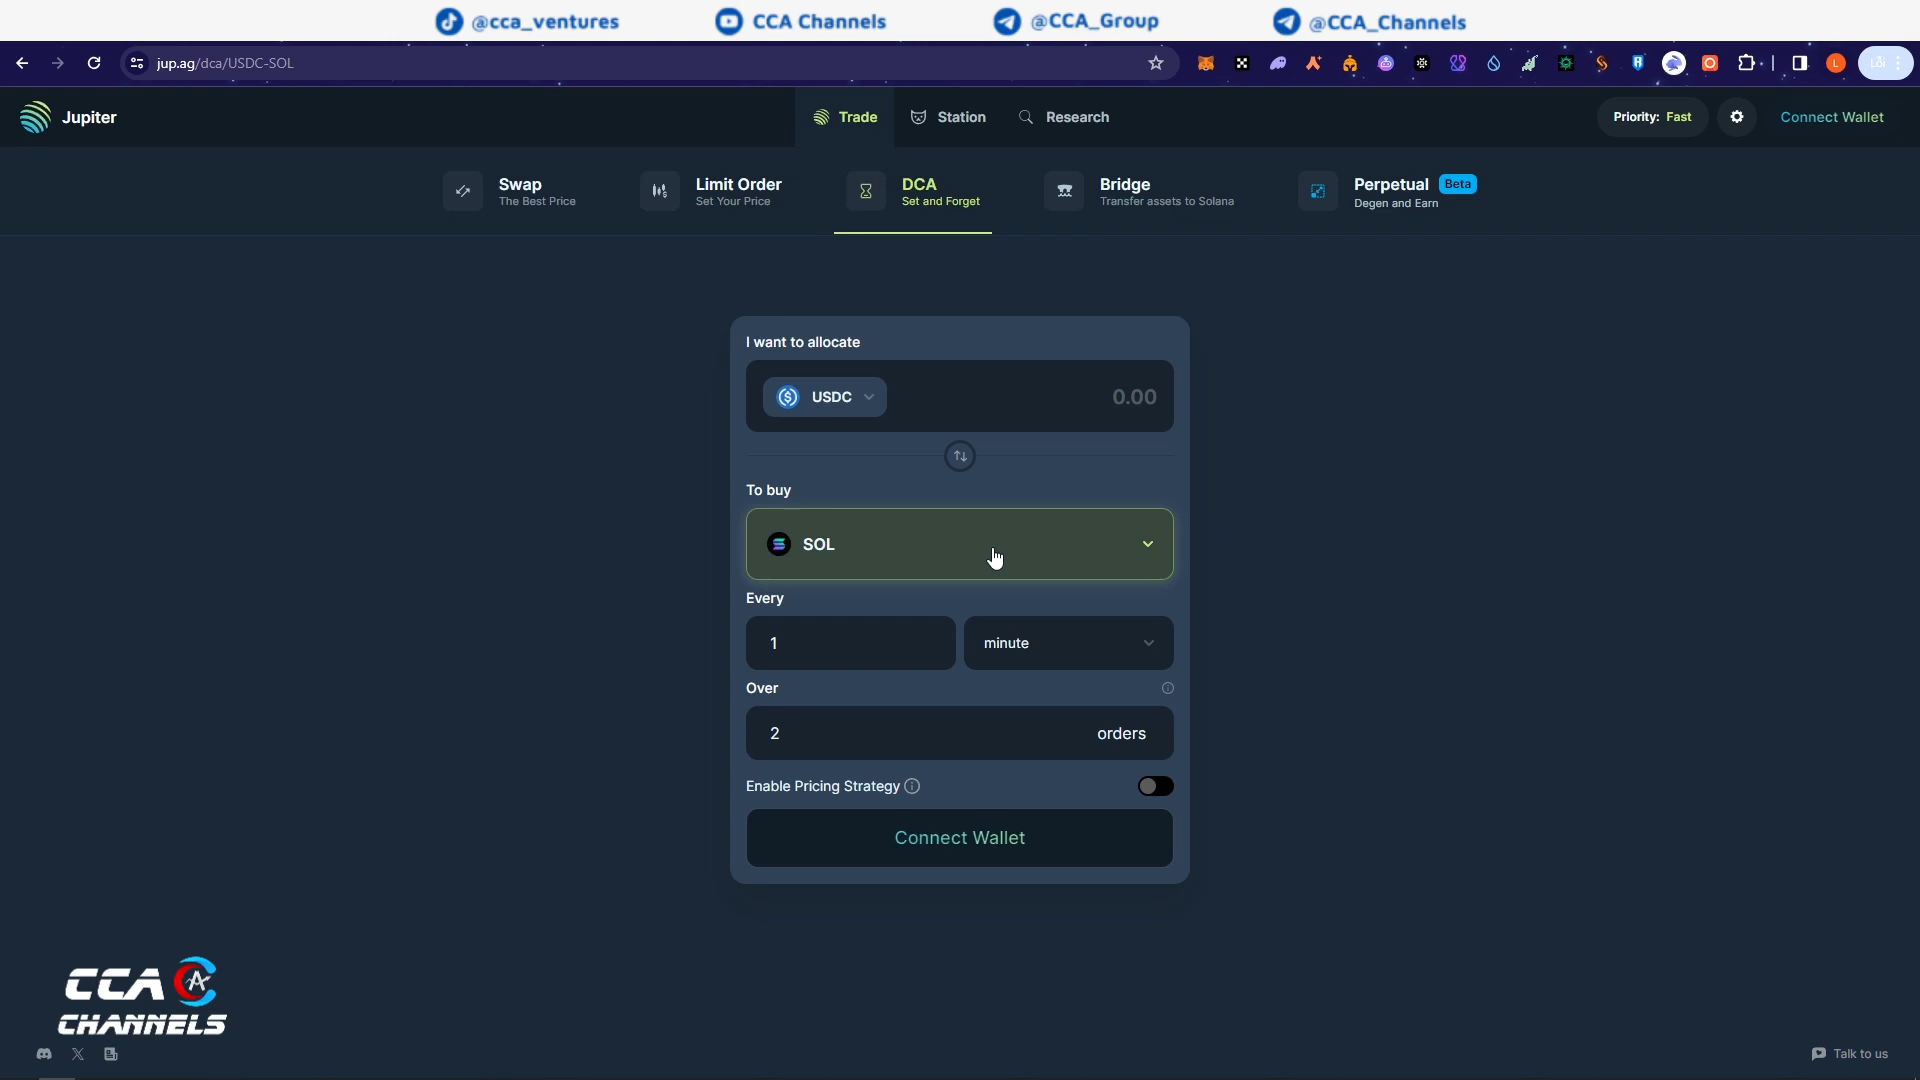 @cca_ventures
CCA Channels
@CCA_Group
@CCA_Channels
jup.ag/dca/USDC-SOL
L
Lỗi
Jupiter
Trade
Station
Research
Priority: Fast
Connect Wallet
Swap
The Best Price
Limit Order
Set Your Price
DCA
Set and Forget
Bridge
Transfer assets to Solana
Perpetual
Beta
Degen and Earn
I want to allocate
USDC
0.00
To buy
SOL
Every
1
minute
Over
2
orders
Enable Pricing Strategy
Connect Wallet
CCA
CHANNELS
Talk to us